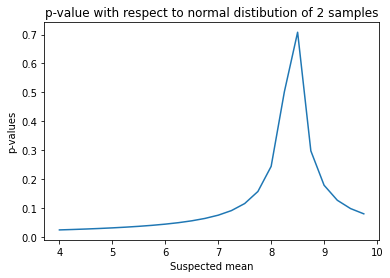 p-value with respect to normal distibution of 2 samples
0.7
0.6
0.5
0.4
0.3
0.2
0.1
0.0
p-values
4 5 6 7 8 9 10
Suspected mean